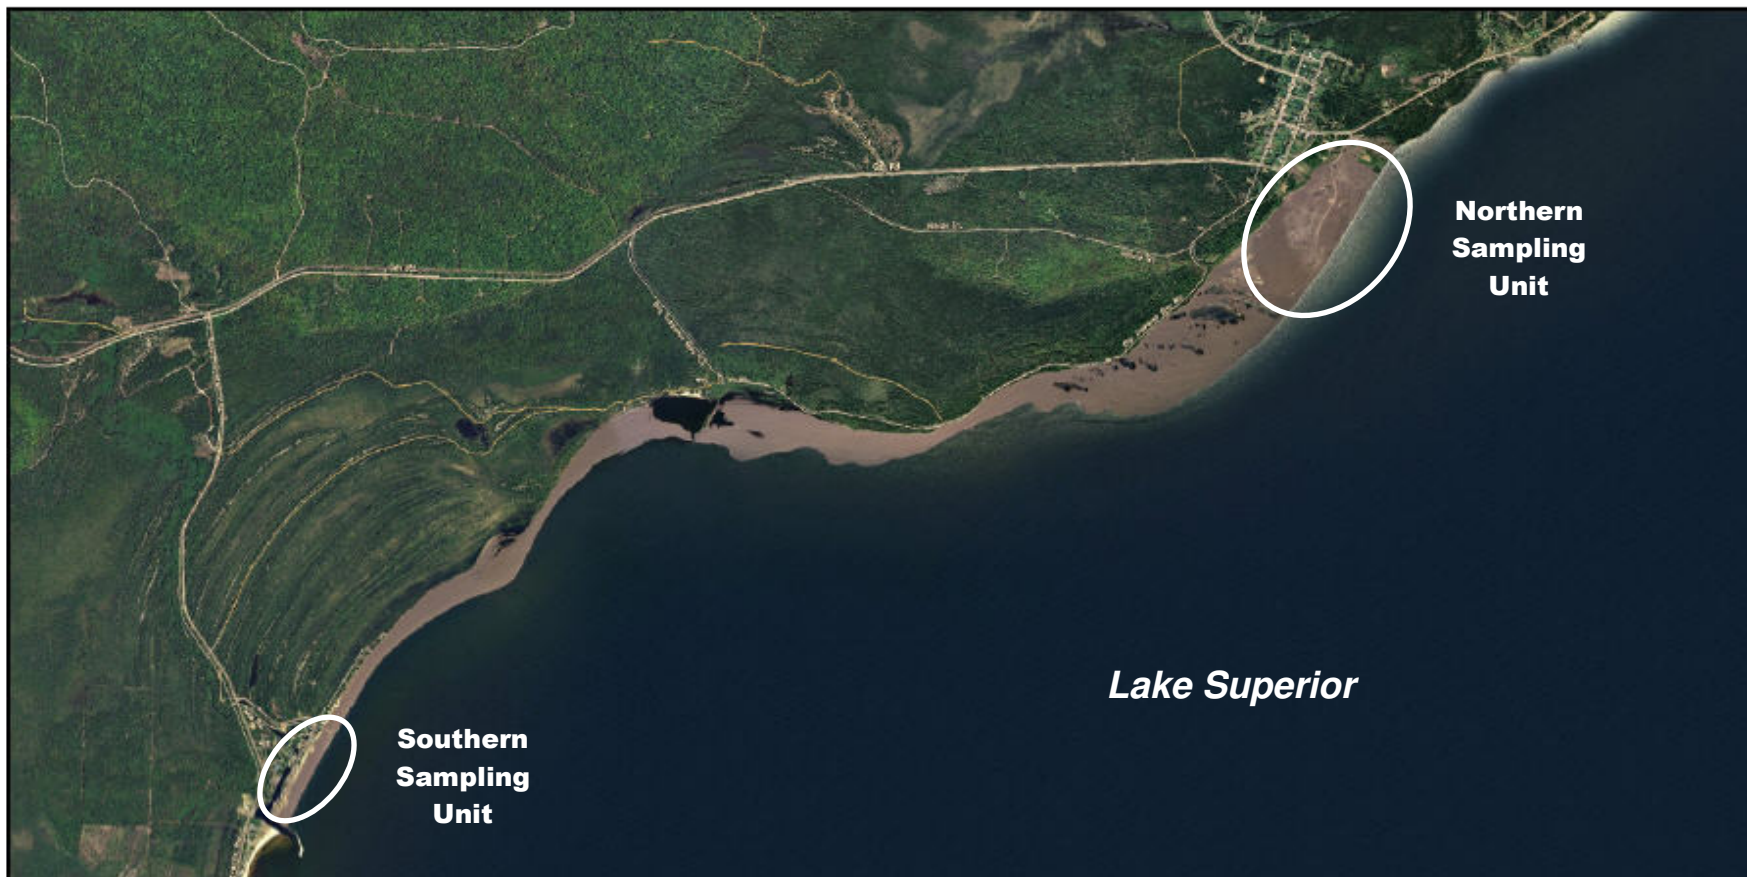 Northern
Sampling
Unit
Lake Superior
Southern
Sampling
Unit